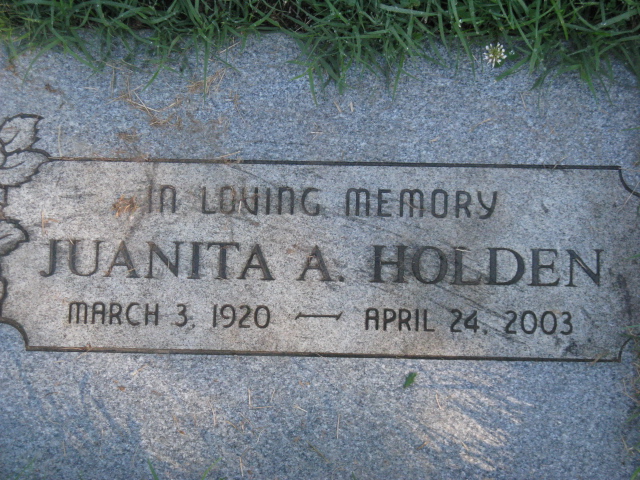 In Loving Memory
JUANITA A. HOLDEN
MARCH 3, 1920 — APRIL 24, 2003